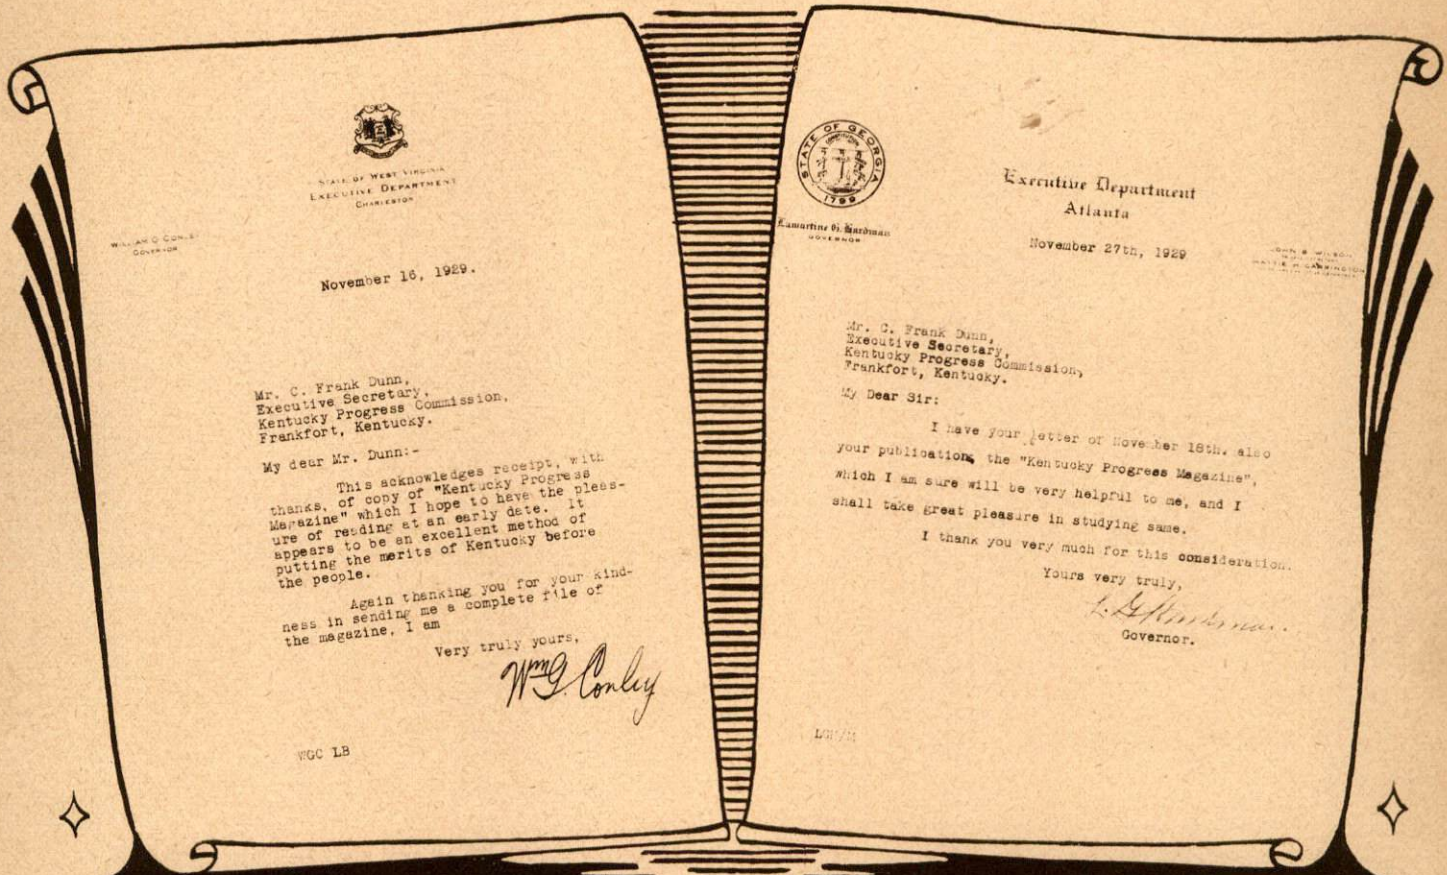 STATE OF WEST VIRGINIA
EXECUTIVE DEPARTMENT
CHARLESTON
WILLIAM G. CONLEY
GOVERNOR
November 16, 1929.
Mr. C. Frank Dunn,
Executive Secretary,
Kentucky Progress Commission,
Frankfort, Kentucky.
My dear Mr. Dunn:-
This acknowledges receipt, with
thanks, of copy of "Kentucky Progress
Magazine" which I hope to have the pleas-
ure of reading at an early date. It
appears to be an excellent method of
putting the merits of Kentucky before
the people.
Again thanking you for your kind-
ness in sending me a complete file of
the magazine, I am
Very truly yours,
Wm G. Conley
WGC LB
STATE OF GEORGIA
CONSTITUTION
1799
Lamartine G. Hardman
GOVERNOR
Executive Department
Atlanta
November 27th, 1929
JOHN B. WILSON
HATTIE H. CARRINGTON
Mr. C. Frank Dunn,
Executive Secretary,
Kentucky Progress Commission,
Frankfort, Kentucky.
My Dear Sir:
I have your letter of November 18th. also
your publication, the "Kentucky Progress Magazine",
which I am sure will be very helpful to me, and I
shall take great pleasure in studying same.
I thank you very much for this consideration.
Yours very truly,
L. G. Hardman.
Governor.
LGH/M